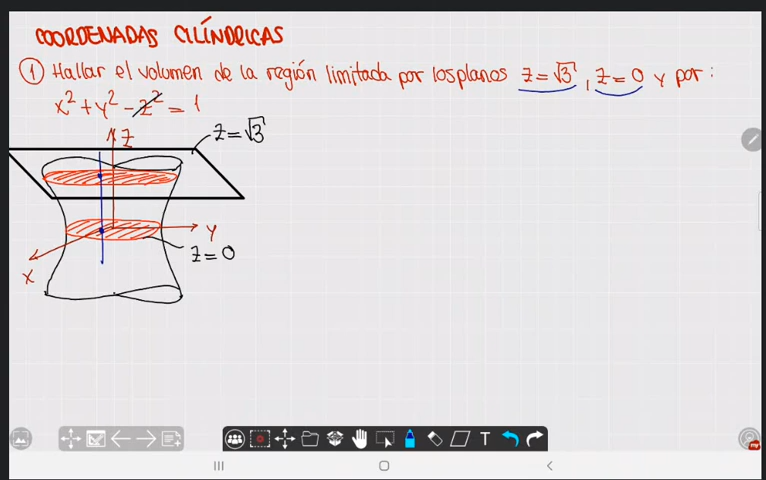 COORDENADAS CILÍNDRICAS
① Hallar el volumen de la región limitada por los planos z=√3, z=0 y por:
x² + y² - z² = 1
z
z=√3
y
z=0
x
T